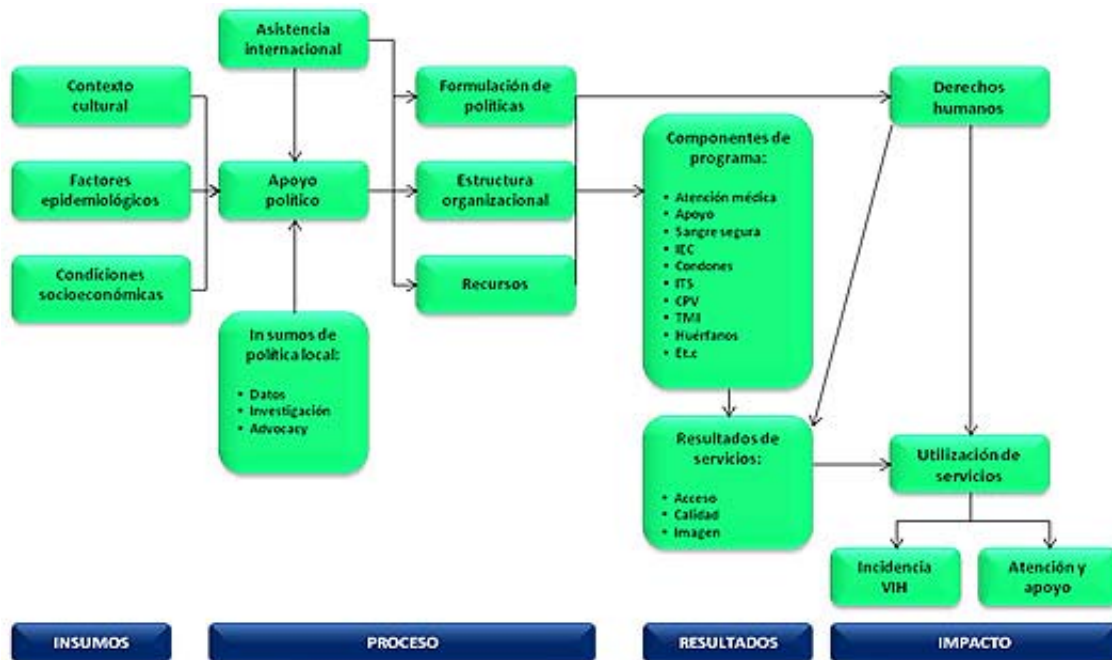 Asistencia
internacional
Contexto
cultural
Formulación de
políticas
Derechos
humanos
Factores
epidemiológicos
Apoyo
político
Estructura
organizacional
Componentes de
programa:
• Atención médica
• Apoyo
• Sangre segura
• IEC
• Condones
• ITS
• CPV
• TMI
• Huérfanos
• Et.c
Condiciones
socioeconómicas
Recursos
In sumos de
política local:
• Datos
• Investigación
• Advocacy
Resultados de
servicios:
• Acceso
• Calidad
• Imagen
Utilización de
servicios
Incidencia
VIH
Atención y
apoyo
INSUMOS
PROCESO
RESULTADOS
IMPACTO